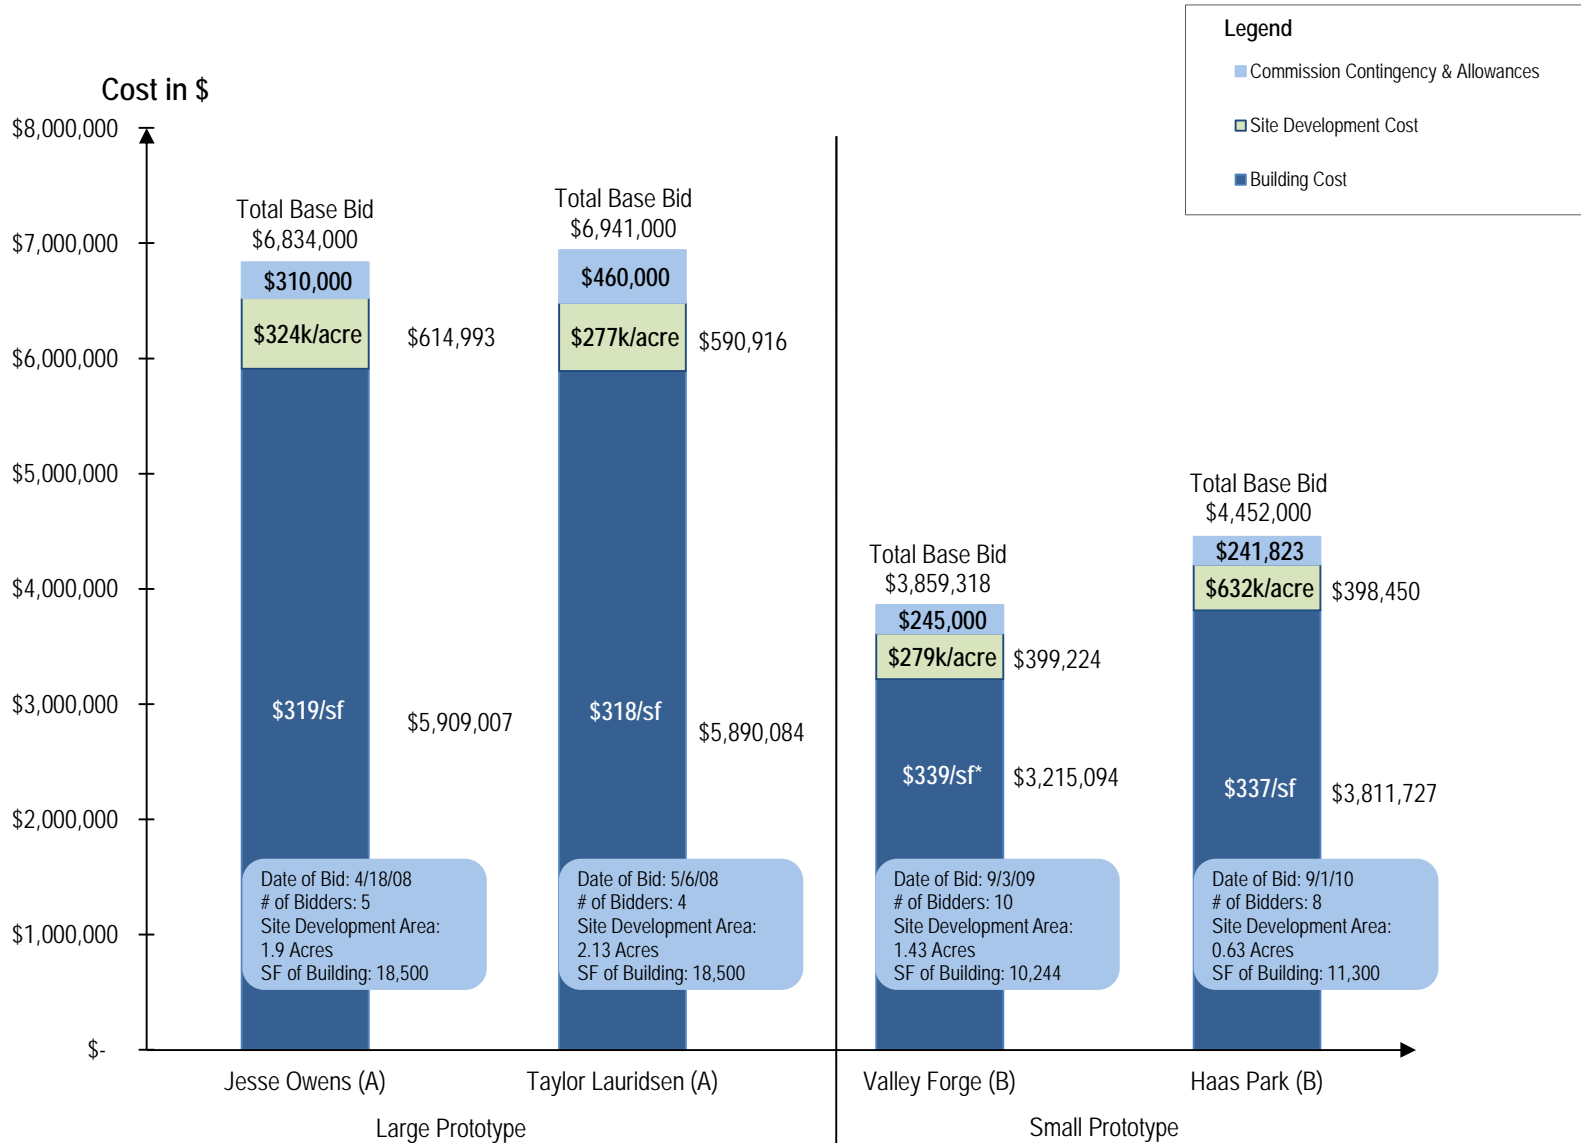 Legend
Commission Contingency & Allowances
Site Development Cost
Building Cost
Cost in $
$8,000,000
$7,000,000
$6,000,000
$5,000,000
$4,000,000
$3,000,000
$2,000,000
$1,000,000
$-
Total Base Bid
$6,834,000
$310,000
$324k/acre
$614,993
$319/sf
$5,909,007
Date of Bid: 4/18/08
# of Bidders: 5
Site Development Area:
1.9 Acres
SF of Building: 18,500
Jesse Owens (A)
Total Base Bid
$6,941,000
$460,000
$277k/acre
$590,916
$318/sf
$5,890,084
Date of Bid: 5/6/08
# of Bidders: 4
Site Development Area:
2.13 Acres
SF of Building: 18,500
Taylor Lauridsen (A)
Large Prototype
Total Base Bid
$3,859,318
$245,000
$279k/acre
$399,224
$339/sf*
$3,215,094
Date of Bid: 9/3/09
# of Bidders: 10
Site Development Area:
1.43 Acres
SF of Building: 10,244
Valley Forge (B)
Total Base Bid
$4,452,000
$241,823
$632k/acre
$398,450
$337/sf
$3,811,727
Date of Bid: 9/1/10
# of Bidders: 8
Site Development Area:
0.63 Acres
SF of Building: 11,300
Haas Park (B)
Small Prototype